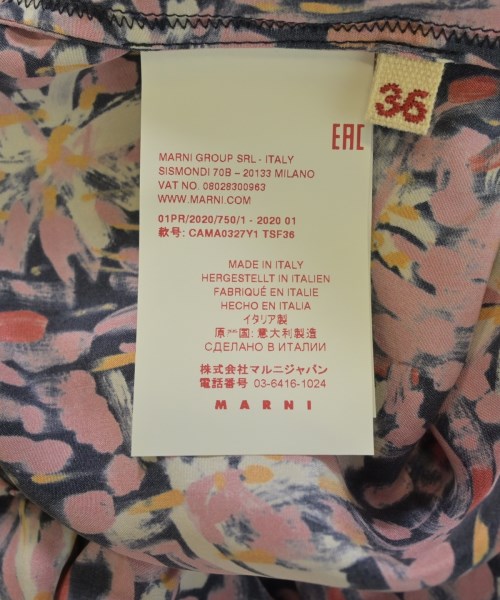 36
EAC
MARNI GROUP SRL - ITALY
SISMONDI 70B – 20133 MILANO
VAT NO. 08028300963
WWW.MARNI.COM
01PR/2020/750/1 - 2020 01
款号: CAMA0327Y1 TSF36
MADE IN ITALY
HERGESTELLT IN ITALIEN
FABRIQUÉ EN ITALIE
HECHO EN ITALIA
イタリア製
原产国: 意大利製造
СДЕЛАНО В ИТАЛИИ
株式会社マルニジャパン
電話番号 03-6416-1024
MARNI